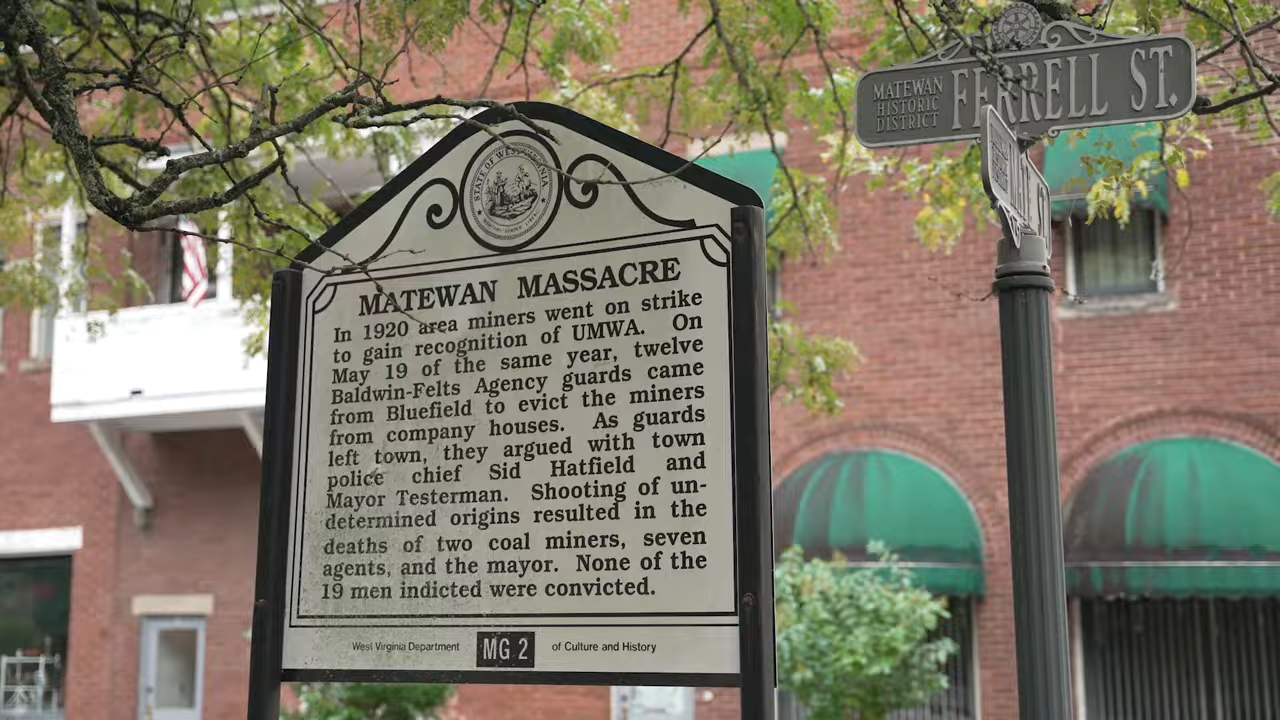 STATE OF WEST VIRGINIA
MATEWAN MASSACRE
In 1920 area miners went on strike
to gain recognition of UMWA. On
May 19 of the same year, twelve
Baldwin-Felts Agency guards came
from Bluefield to evict the miners
from company houses. As guards
left town, they argued with town
police chief Sid Hatfield and
Mayor Testerman. Shooting of un-
determined origins resulted in the
deaths of two coal miners, seven
agents, and the mayor. None of the
19 men indicted were convicted.
West Virginia Department MG 2 of Culture and History
MATEWAN
HISTORIC
DISTRICT
FERRELL ST.